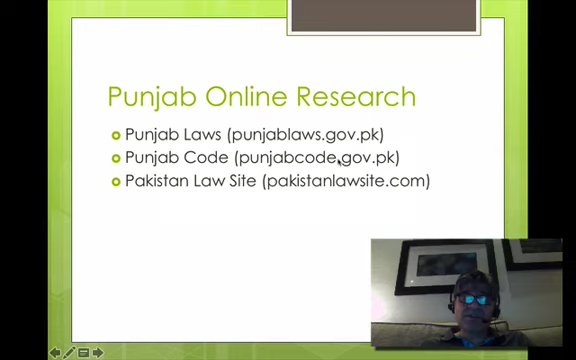 Punjab Online Research
Punjab Laws (punjablaws.gov.pk)
Punjab Code (punjabcode.gov.pk)
Pakistan Law Site (pakistanlawsite.com)